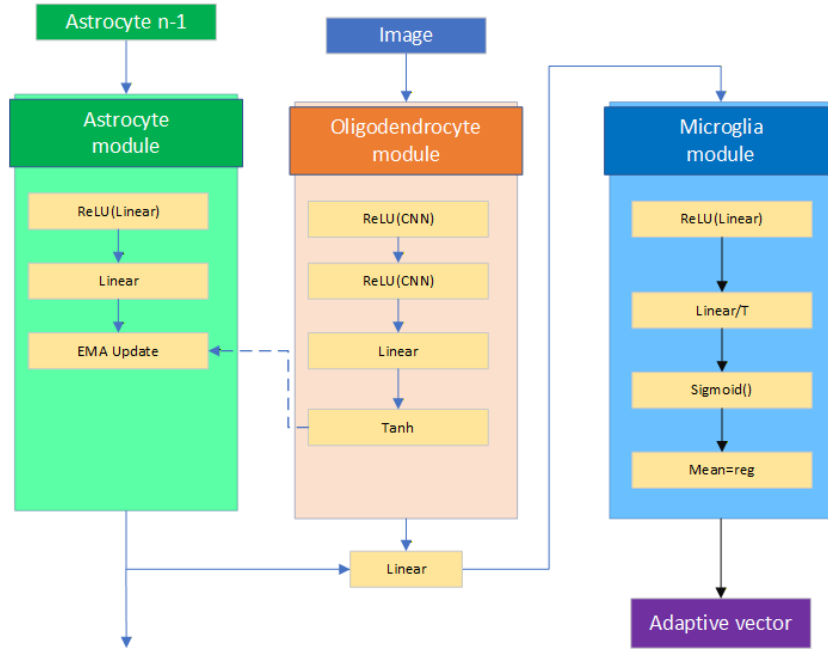 Astrocyte n-1
Image
Astrocyte
module
ReLU(Linear)
Linear
EMA Update
Oligodendrocyte
module
ReLU(CNN)
ReLU(CNN)
Linear
Tanh
Linear
Microglia
module
ReLU(Linear)
Linear/T
Sigmoid()
Mean=reg
Adaptive vector